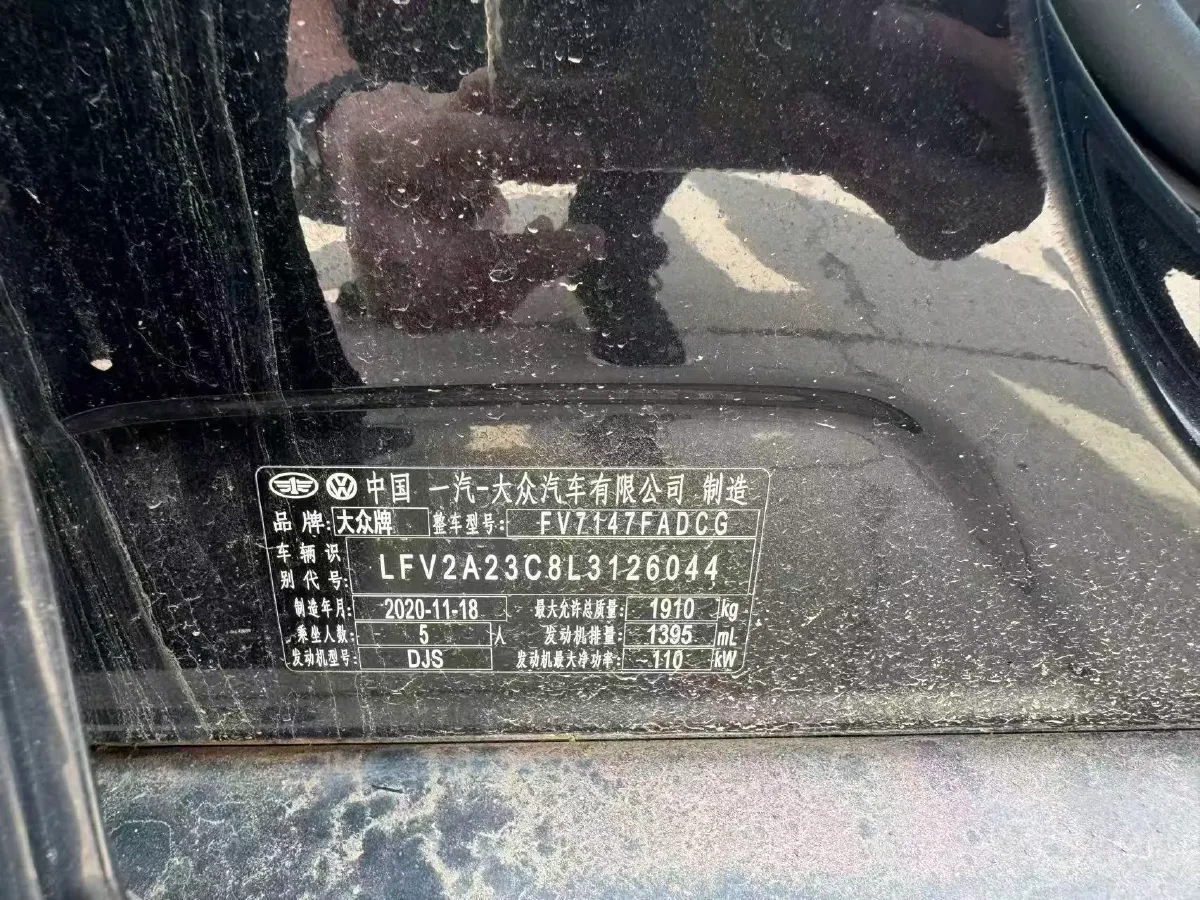 中国 一汽-大众汽车有限公司 制造
品牌: 大众牌 整车型号: FV7147FADCG
车辆识别代号: LFV2A23C8L3126044
制造年月: 2020-11-18 最大允许总质量: 1910 kg
乘坐人数: 5 人 发动机排量: 1395 mL
发动机型号: DJS 发动机最大净功率: 110 kW